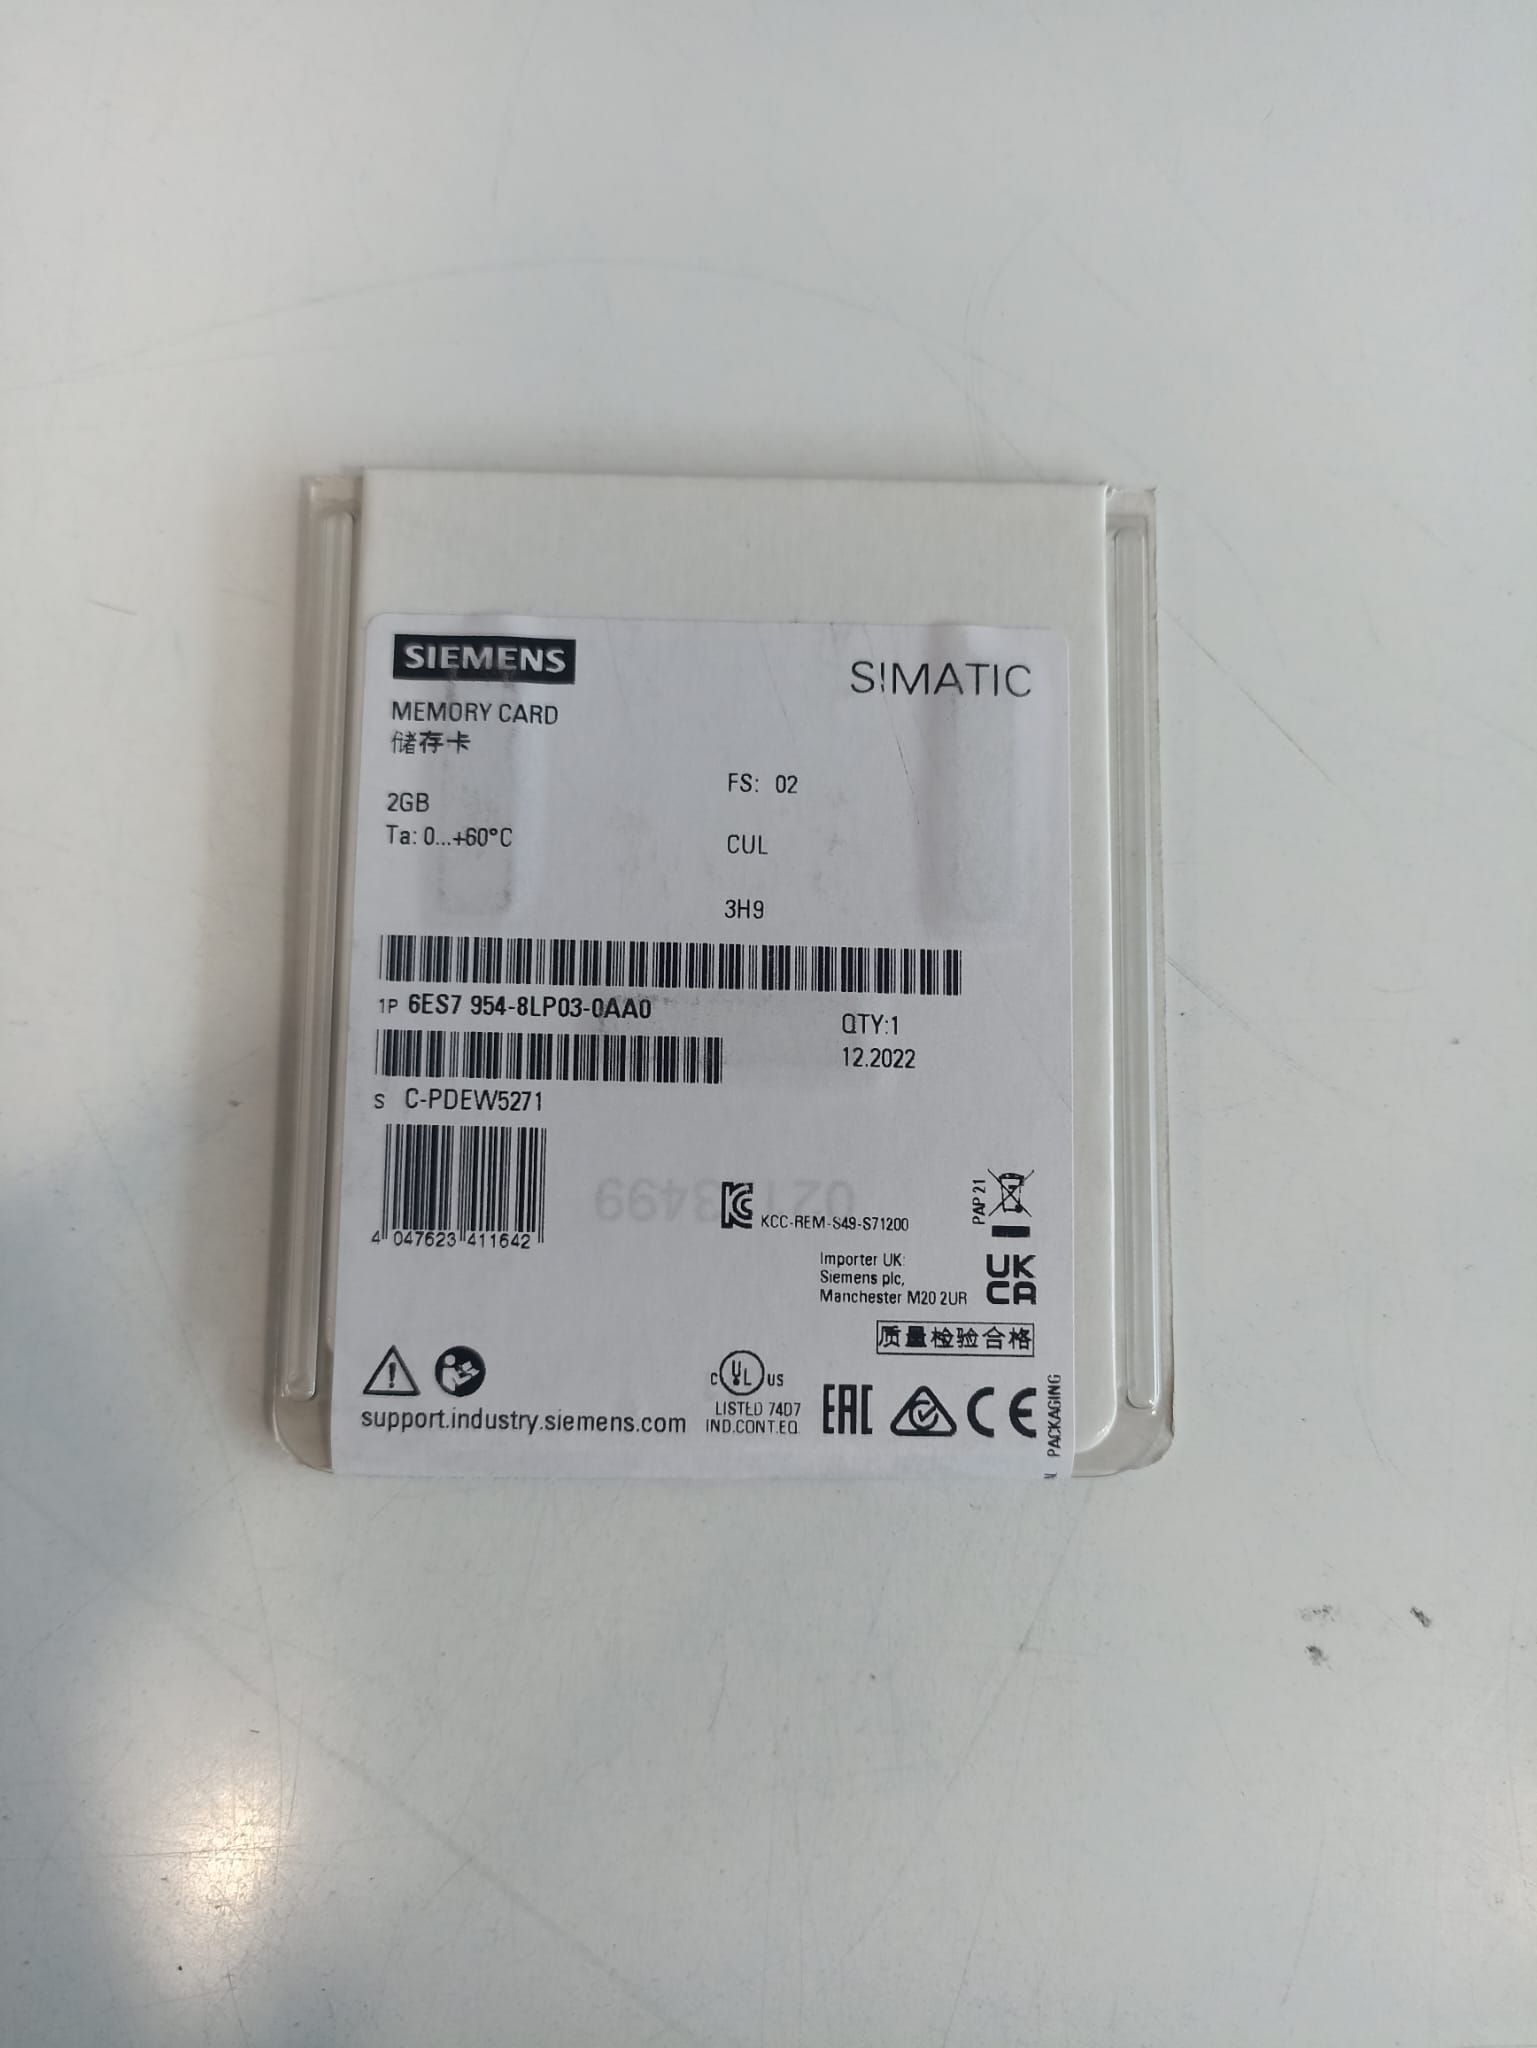 SIEMENS
SIMATIC
MEMORY CARD
储存卡
FS: 02
2GB
Ta: 0...+60°C
CUL
3H9
1P 6ES7 954-8LP03-0AA0
QTY:1
12.2022
S C-PDEW5271
4 047623 411642
KCC-REM-S49-S71200
PAP 21
Importer UK:
Siemens plc,
Manchester M20 2UR
UK
CA
质量检验合格
C UL US
LISTED 74D7
IND.CONT.EQ.
EAC
CE
support.industry.siemens.com
PACKAGING